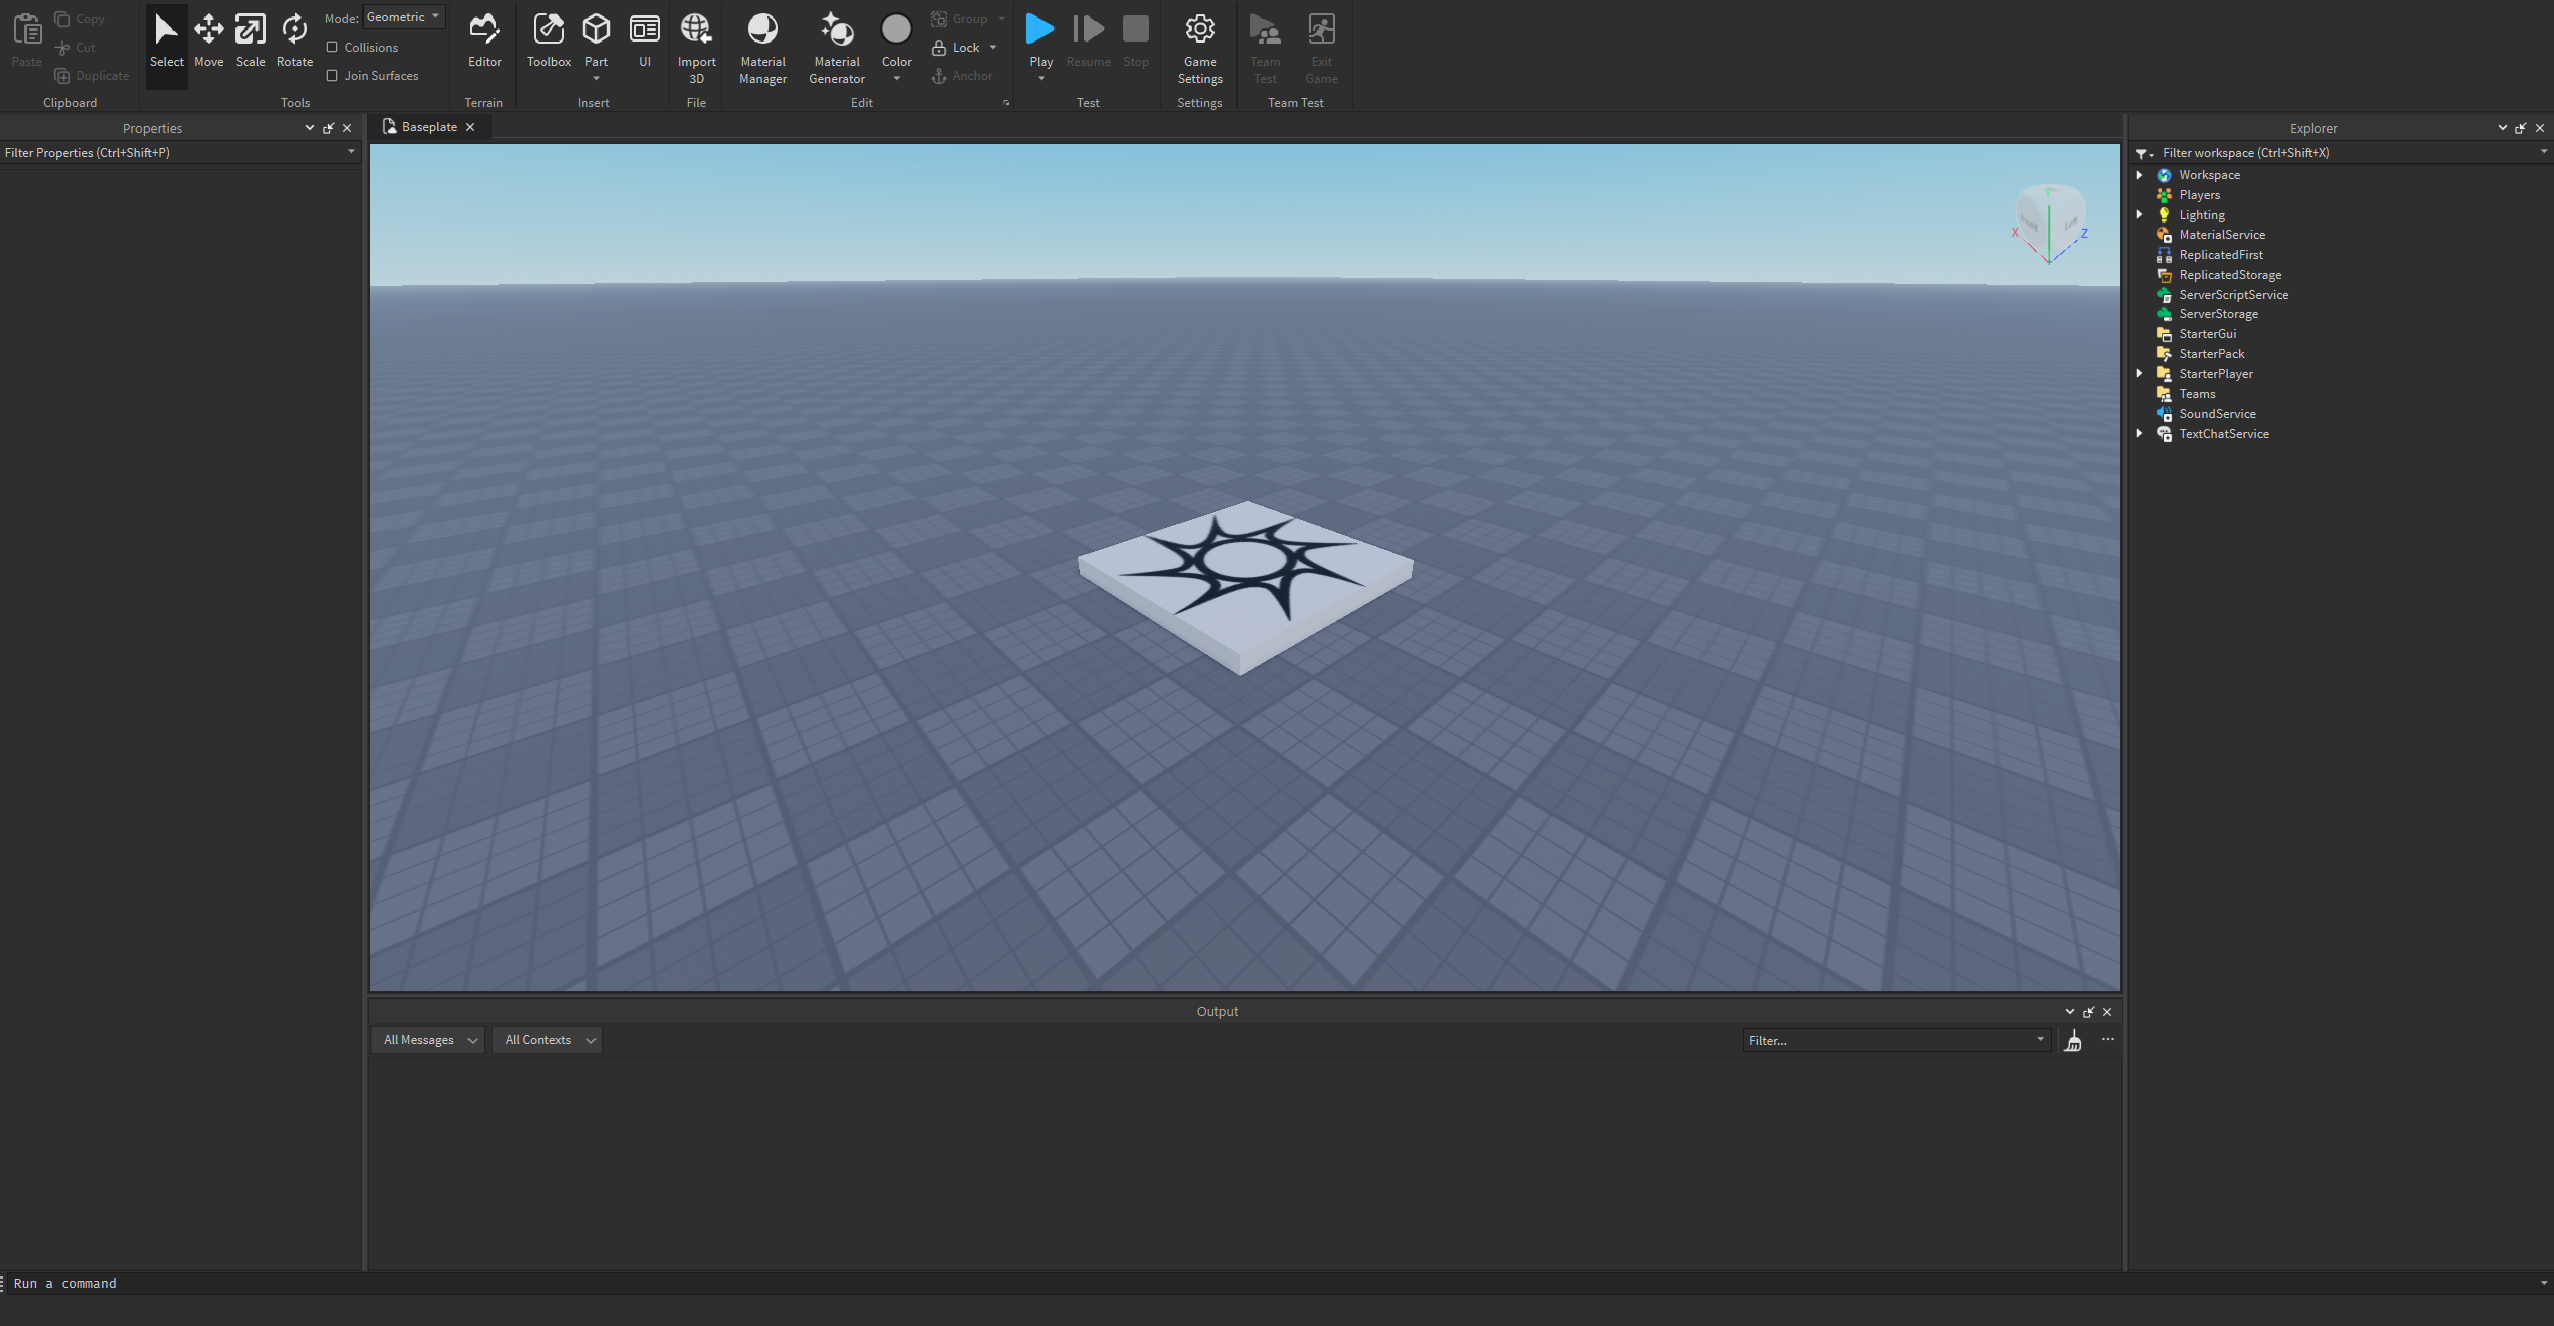 Paste
Copy
Cut
Duplicate
Clipboard
Select
Move
Scale
Rotate
Mode: Geometric
Collisions
Join Surfaces
Tools
Editor
Terrain
Toolbox
Part
UI
Insert
Import
3D
File
Material
Manager
Material
Generator
Color
Group
Lock
Anchor
Edit
Play
Resume
Stop
Test
Game
Settings
Settings
Team
Test
Exit
Game
Team Test
Properties
Filter Properties (Ctrl+Shift+P)
Baseplate
Y
X
Z
Left
Explorer
Filter workspace (Ctrl+Shift+X)
Workspace
Players
Lighting
MaterialService
ReplicatedFirst
ReplicatedStorage
ServerScriptService
ServerStorage
StarterGui
StarterPack
StarterPlayer
Teams
SoundService
TextChatService
Output
All Messages
All Contexts
Filter...
Run a command